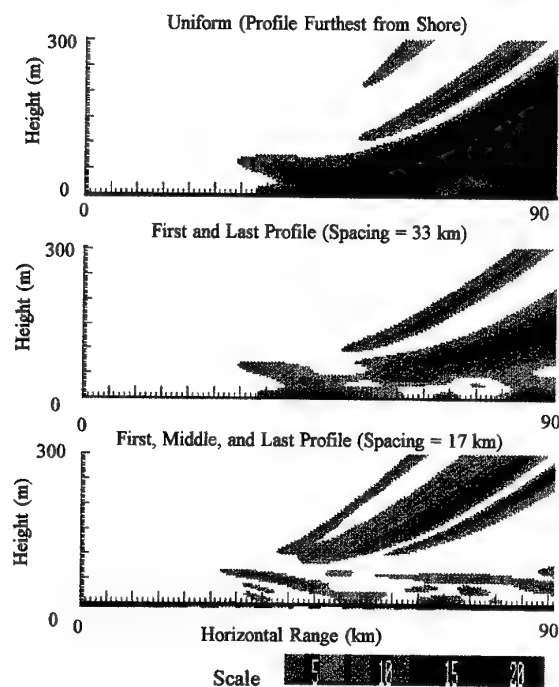 Uniform (Profile Furthest from Shore)
300
Height (m)
0
0
90
First and Last Profile (Spacing = 33 km)
300
Height (m)
0
0
90
First, Middle, and Last Profile (Spacing = 17 km)
300
Height (m)
0
0
90
Horizontal Range (km)
Scale
5
10
15
20